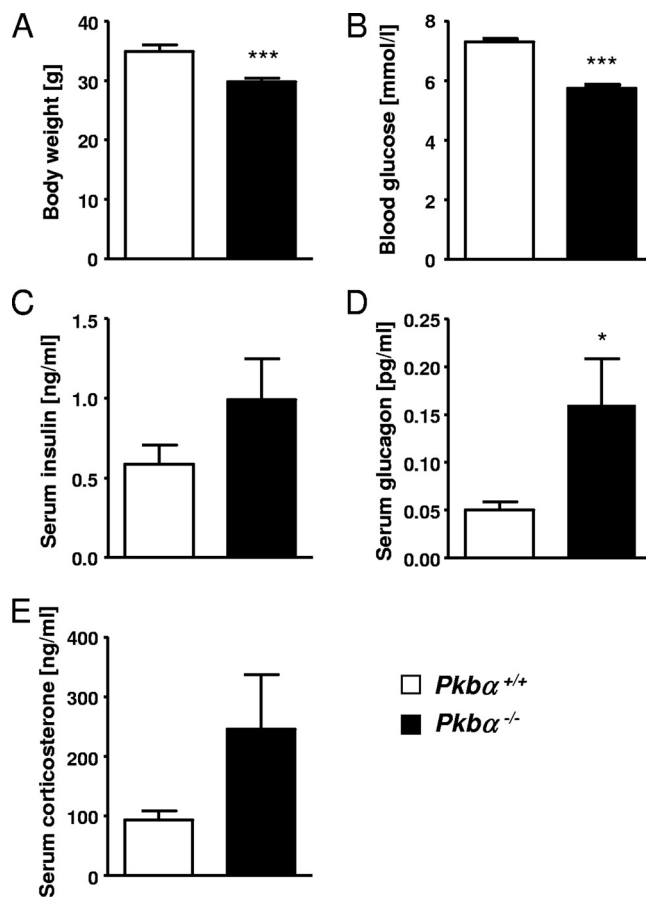 A
Body weight [g]
40
30
20
10
0
***
B
Blood glucose [mmol/l]
8
6
4
2
0
***
C
Serum insulin [ng/ml]
1.5
1.0
0.5
0.0
D
Serum glucagon [pg/ml]
0.25
0.20
0.15
0.10
0.05
0.00
*
E
Serum corticosterone [ng/ml]
400
300
200
100
0
Pkbα +/+
Pkbα -/-